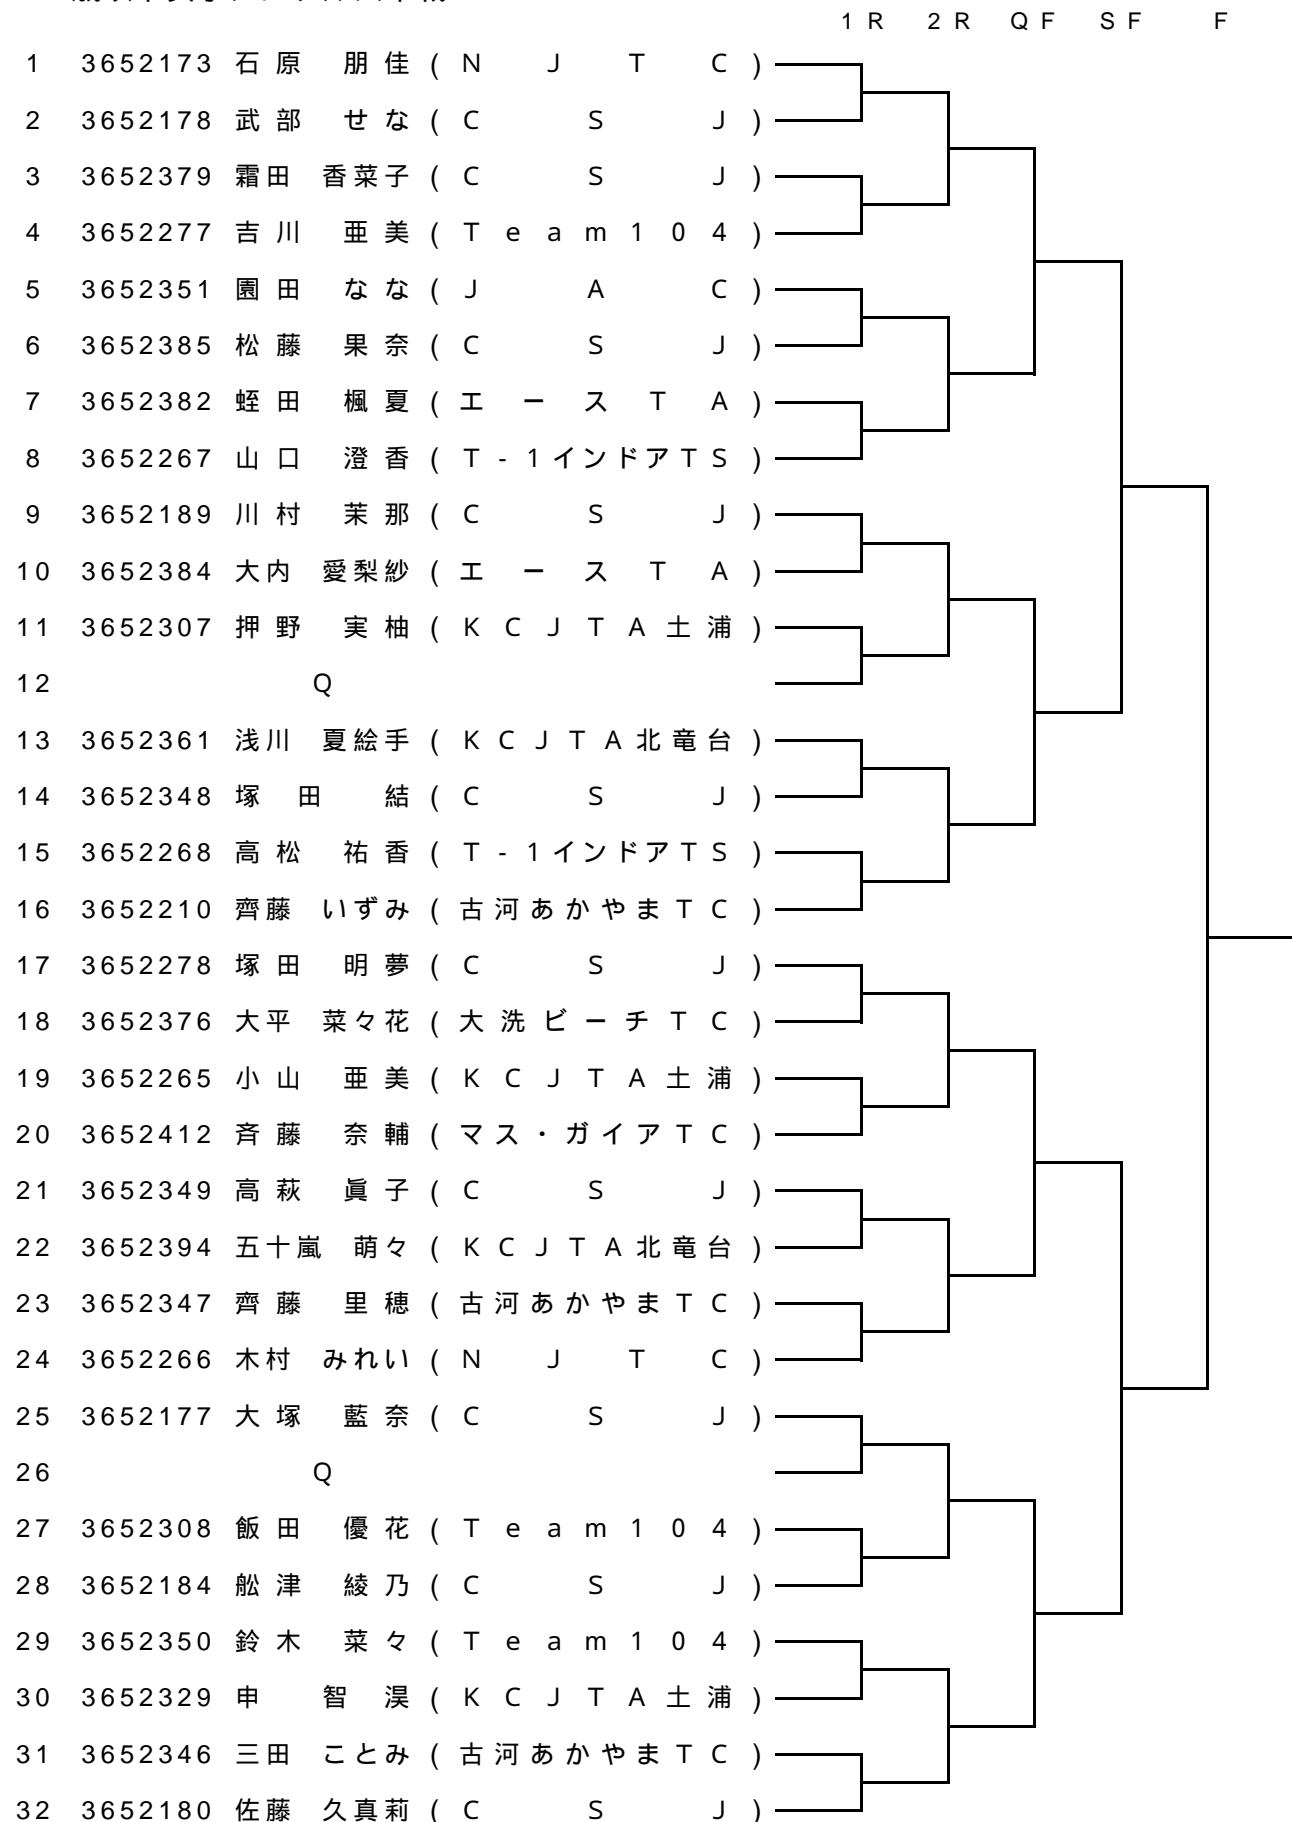 1R 2R QF SF F
1 3652173 石原 朋佳 (NJTC)
2 3652178 武部 せな (CSJ)
3 3652379 霜田 香菜子 (CSJ)
4 3652277 吉川 亜美 (Team104)
5 3652351 園田 なな (JAC)
6 3652385 松藤 果奈 (CSJ)
7 3652382 蛭田 楓夏 (エースTA)
8 3652267 山口 澄香 (T-1インドアTS)
9 3652189 川村 茉那 (CSJ)
10 3652384 大内 愛梨紗 (エースTA)
11 3652307 押野 実柚 (KCJTA土浦)
12 Q
13 3652361 浅川 夏絵手 (KCJTA北竜台)
14 3652348 塚田 結 (CSJ)
15 3652268 高松 祐香 (T-1インドアTS)
16 3652210 齊藤 いずみ (古河あかやまTC)
17 3652278 塚田 明夢 (CSJ)
18 3652376 大平 菜々花 (大洗ビーチTC)
19 3652265 小山 亜美 (KCJTA土浦)
20 3652412 斉藤 奈輔 (マス・ガイアTC)
21 3652349 高萩 眞子 (CSJ)
22 3652394 五十嵐 萌々 (KCJTA北竜台)
23 3652347 齊藤 里穂 (古河あかやまTC)
24 3652266 木村 みれい (NJTC)
25 3652177 大塚 藍奈 (CSJ)
26 Q
27 3652308 飯田 優花 (Team104)
28 3652184 舩津 綾乃 (CSJ)
29 3652350 鈴木 菜々 (Team104)
30 3652329 申 智淏 (KCJTA土浦)
31 3652346 三田 ことみ (古河あかやまTC)
32 3652180 佐藤 久真莉 (CSJ)